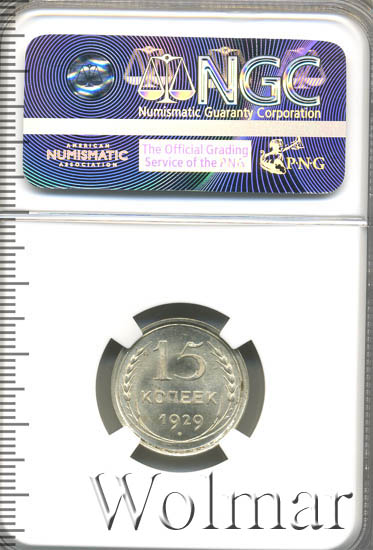 NGC
Numismatic Guaranty Corporation
AMERICAN
NUMISMATIC
ASSOCIATION
The Official Grading
Service of the PNG
PNG
15
КОПЕЕК
1929
Wolmar